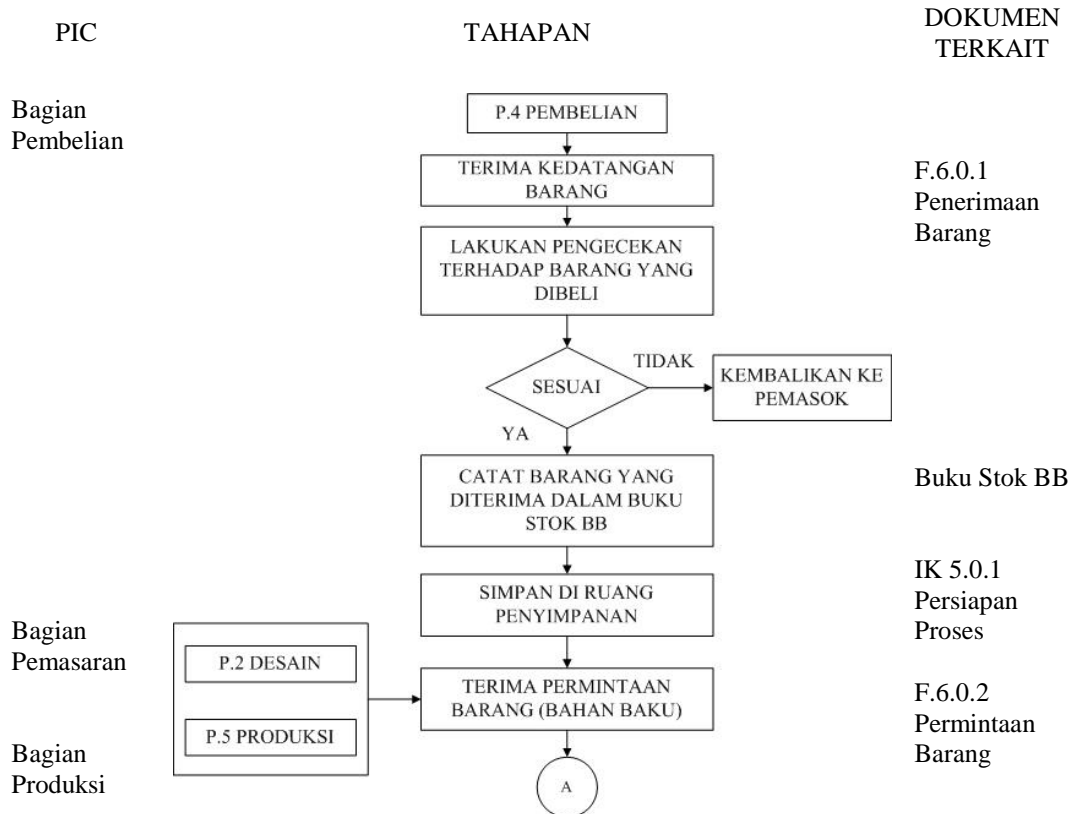 PIC
TAHAPAN
DOKUMEN
TERKAIT
Bagian
Pembelian
P.4 PEMBELIAN
TERIMA KEDATANGAN
BARANG
F.6.0.1
Penerimaan
Barang
LAKUKAN PENGECEKAN
TERHADAP BARANG YANG
DIBELI
SESUAI
TIDAK
KEMBALIKAN KE
PEMASOK
YA
CATAT BARANG YANG
DITERIMA DALAM BUKU
STOK BB
Buku Stok BB
SIMPAN DI RUANG
PENYIMPANAN
IK 5.0.1
Persiapan
Proses
Bagian
Pemasaran
P.2 DESAIN
P.5 PRODUKSI
TERIMA PERMINTAAN
BARANG (BAHAN BAKU)
F.6.0.2
Permintaan
Barang
Bagian
Produksi
A